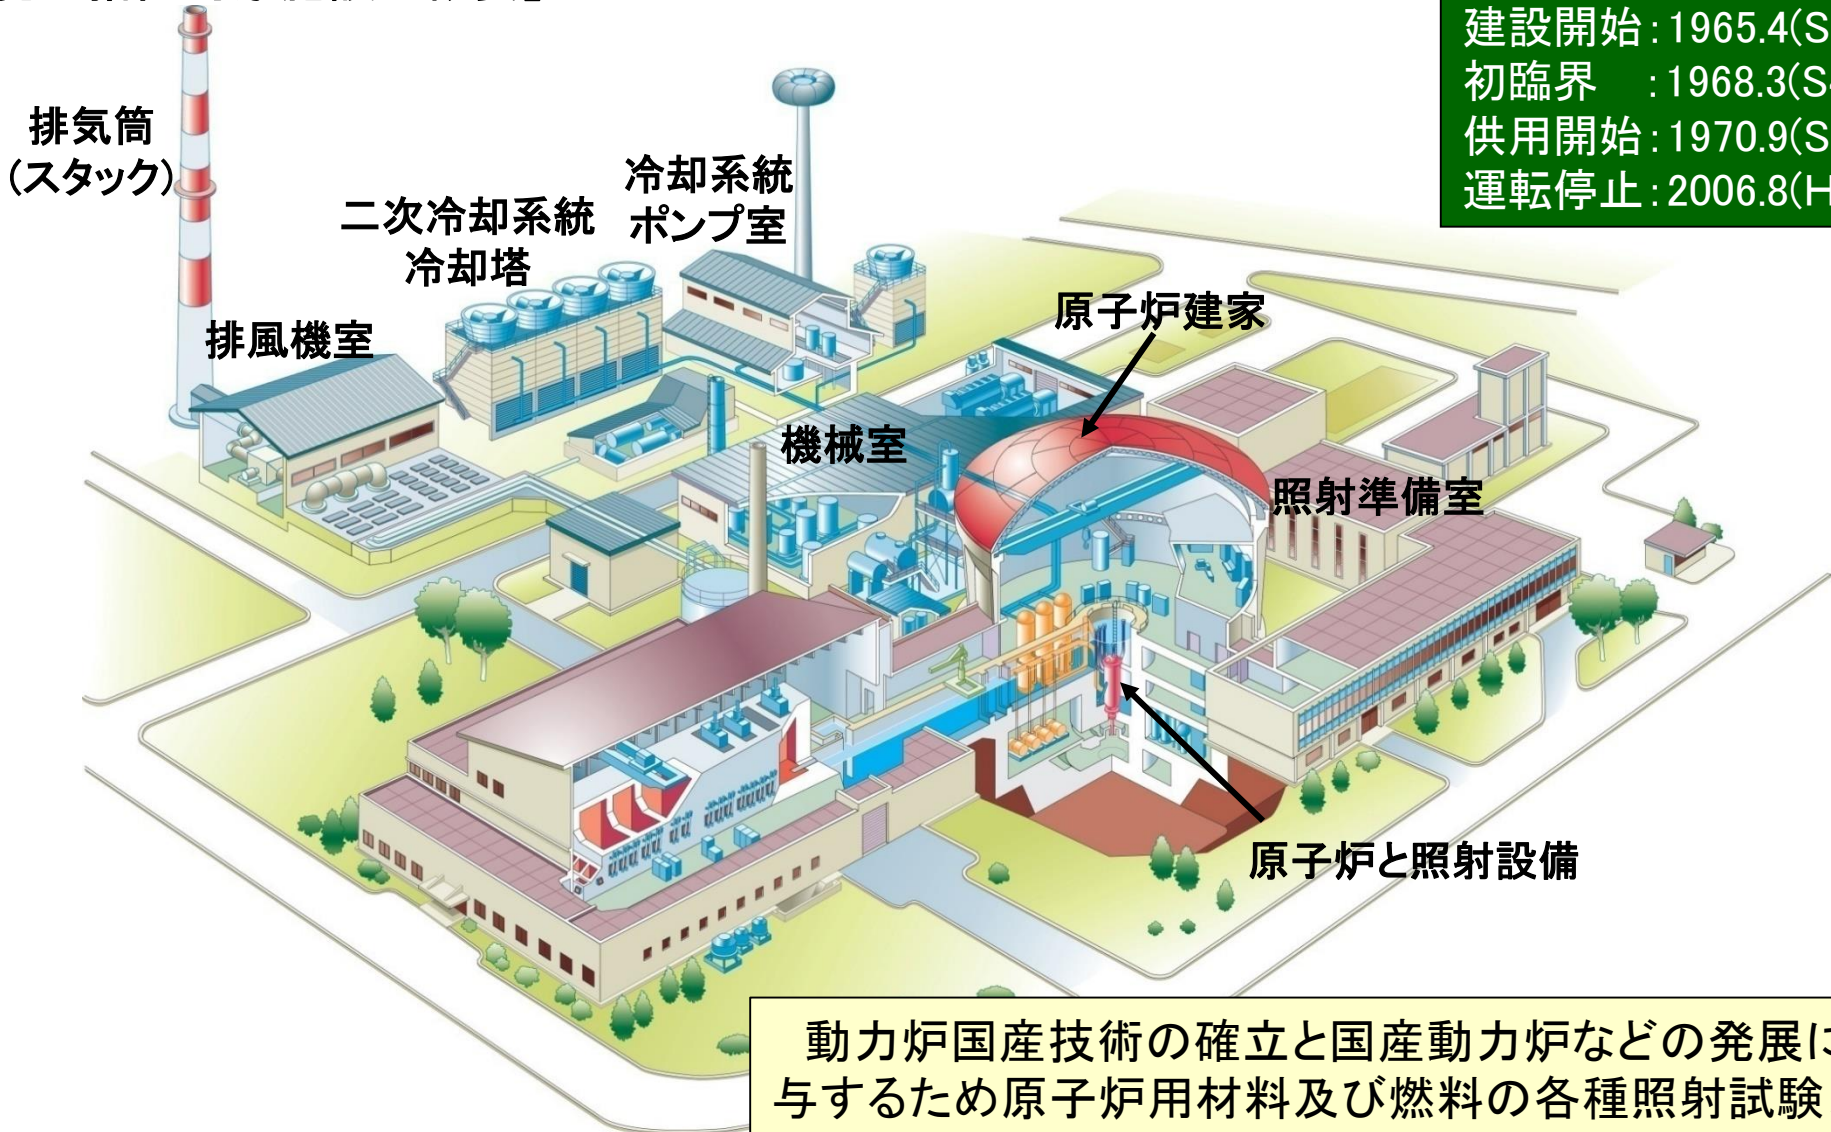 建設開始：1965.4(S
初臨界　：1968.3(S4
供用開始：1970.9(S
運転停止：2006.8(H
排気筒
(スタック)
二次冷却系統
冷却塔
冷却系統
ポンプ室
排風機室
原子炉建家
機械室
照射準備室
原子炉と照射設備
動力炉国産技術の確立と国産動力炉などの発展に
与するため原子炉用材料及び燃料の各種照射試験